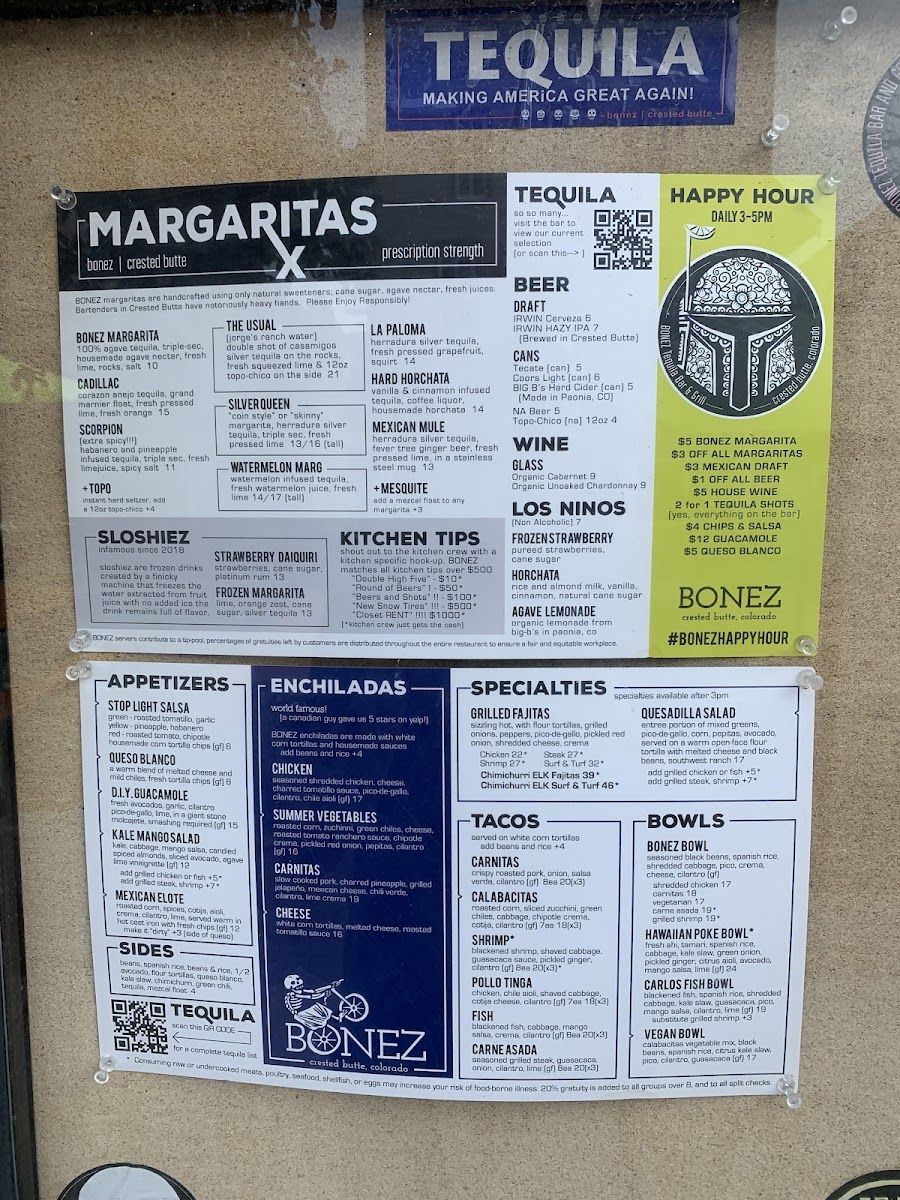 TEQUILA
MAKING AMERiCA GREAT AGAiN!
bonez | crested butte
BONEZ TEQUILA BAR AND
MARGARITAS
bonez | crested butte
prescription strength
BONEZ margaritas are handcrafted using only natural sweeteners; cane sugar, agave nectar, fresh juices.
Bartenders in Crested Butte have notoriously heavy hands. Please Enjoy Responsibly!
BONEZ MARGARITA
100% agave tequila, triple-sec,
housemade agave nectar, fresh
lime, rocks, salt 10
CADILLAC
corazon anejo tequila, grand
marnier float, fresh pressed
lime, fresh orange 15
SCORPION
(extra spicy!!!)
habanero and pineapple
infused tequila, triple sec, fresh
limejuice, spicy salt 11
+TOPO
instant hard seltzer, add
a 12oz topo-chico +4
THE USUAL
[jorge's ranch water]
double shot of casamigos
silver tequila on the rocks,
fresh squeezed lime & 12oz
topo-chico on the side 21
SILVER QUEEN
"coin style" or "skinny"
margarita, herradura silver
tequila, triple sec, fresh
pressed lime 13/16 (tall)
WATERMELON MARG
watermelon infused tequila,
fresh watermelon juice, fresh
lime 14/17 (tall)
LA PALOMA
herradura silver tequila,
fresh pressed grapefruit,
squirt 14
HARD HORCHATA
vanilla & cinnamon infused
tequila, coffee liquor,
housemade horchata 14
MEXICAN MULE
herradura silver tequila,
fever tree ginger beer, fresh
pressed lime, in a stainless
steel mug 13
+MESQUITE
add a mezcal float to any
margarita +3
SLOSHIEZ
infamous since 2018
sloshiez are frozen drinks
created by a finicky
machine that freezes the
water extracted from fruit
juice with no added ice the
drink remains full of flavor.
STRAWBERRY DAIQUIRI
strawberries, cane sugar,
platinum rum 13
FROZEN MARGARITA
lime, orange zest, cane
sugar, silver tequila 13
KITCHEN TIPS
shout out to the kitchen crew with a
kitchen specific hook-up. BONEZ
matches all kitchen tips over $500
"Double High Five" - $10*
"Round of Beers" ! - $50*
"Beers and Shots" !! - $100*
"New Snow Tires" !!! - $500*
"Closet RENT" !!!! $1000*
[*kitchen crew just gets the cash]
BONEZ servers contribute to a tip-pool, percentages of gratuities left by customers are distributed throughout the entire restaurant to ensure a fair and equitable workplace.
TEQUILA
so so many...
visit the bar to
view our current
selection
(or scan this---> )
BEER
DRAFT
IRWIN Cerveza 6
IRWIN HAZY IPA 7
(Brewed in Crested Butte)
CANS
Tecate (can) 5
Coors Light (can) 6
BIG B's Hard Cider (can) 5
(Made in Paonia, CO)
NA Beer 5
Topo-Chico (na) 12oz 4
WINE
GLASS
Organic Cabernet 9
Organic Unoaked Chardonnay 9
LOS NINOS
(Non Alcoholic) 7
FROZEN STRAWBERRY
pureed strawberries,
cane sugar
HORCHATA
rice and almond milk, vanilla,
cinnamon, natural cane sugar
AGAVE LEMONADE
organic lemonade from
big-b's in paonia, co
HAPPY HOUR
DAILY 3-5PM
BONEZ Tequila Bar & Grill
crested butte, colorado
$5 BONEZ MARGARITA
$3 OFF ALL MARGARITAS
$3 MEXICAN DRAFT
$1 OFF ALL BEER
$5 HOUSE WINE
2 for 1 TEQUILA SHOTS
(yes, everything on the bar)
$4 CHIPS & SALSA
$12 GUACAMOLE
$5 QUESO BLANCO
BONEZ
crested butte, colorado
#BONEZHAPPYHOUR
APPETIZERS
STOP LIGHT SALSA
green - roasted tomatillo, garlic
yellow - pineapple, habanero
red - roasted tomato, chipotle
housemade corn tortilla chips (gf) 6
QUESO BLANCO
a warm blend of melted cheese and
mild chiles, fresh tortilla chips (gf) 8
D.I.Y. GUACAMOLE
fresh avocados, garlic, cilantro
pico-de-gallo, lime, in a giant stone
molcajete, smashing required (gf) 15
KALE MANGO SALAD
kale, cabbage, mango salsa, candied
spiced almonds, sliced avocado, agave
lime vinaigrette (gf) 12
add grilled chicken or fish +5*
add grilled steak, shrimp +7*
MEXICAN ELOTE
roasted corn, spices, cotija, aioli,
crema, cilantro, lime, served warm in
hot cast iron with fresh chips (gf) 12
make it "dirty" +3 (side of queso)
SIDES
beans, spanish rice, beans & rice, 1/2
avocado, flour tortillas, queso blanco,
kale slaw, chimichurri, green chili,
tequila, mezcal float 4
TEQUILA
scan this QR CODE
for a complete tequila list
ENCHILADAS
world famous!
(a canadian guy gave us 5 stars on yelp!)
BONEZ enchiladas are made with white
corn tortillas and housemade sauces
add beans and rice +4
CHICKEN
seasoned shredded chicken, cheese,
charred tomatillo sauce, pico-de-gallo,
cilantro, chile aioli (gf) 17
SUMMER VEGETABLES
roasted corn, zuchinni, green chiles, cheese,
roasted tomato ranchero sauce, chipotle
crema, pickled red onion, pepitas, cilantro
(gf) 16
CARNITAS
slow cooked pork, charred pineapple, grilled
jalapeño, mexican cheese, chili verde,
cilantro, lime crema 19
CHEESE
white corn tortillas, melted cheese, roasted
tomatillo sauce 16
BONEZ
crested butte, colorado
SPECIALTIES
specialties available after 3pm
GRILLED FAJITAS
sizzling hot, with flour tortillas, grilled
onions, peppers, pico-de-gallo, pickled red
onion, shredded cheese, crema
Chicken 22* Steak 27*
Shrimp 27* Surf & Turf 32*
Chimichurri ELK Fajitas 39*
Chimichurri ELK Surf & Turf 46*
QUESADILLA SALAD
entree portion of mixed greens,
pico-de-gallo, corn, pepitas, avocado,
served on a warm open-face flour
tortilla with melted cheese and black
beans, southwest ranch 17
add grilled chicken or fish +5*
add grilled steak, shrimp +7*
TACOS
served on white corn tortillas
add beans and rice +4
CARNITAS
crispy roasted pork, onion, salsa
verde, cilantro (gf) 8ea 20(x3)
CALABACITAS
roasted corn, sliced zucchini, green
chiles, cabbage, chipotle crema,
cotija, cilantro (gf) 7ea 18(x3)
SHRIMP*
blackened shrimp, shaved cabbage,
guasacaca sauce, pickled ginger,
cilantro (gf) 8ea 20(x3)*
POLLO TINGA
chicken, chile aioli, shaved cabbage,
cotija cheese, cilantro (gf) 7ea 18(x3)
FISH
blackened fish, cabbage, mango
salsa, crema, cilantro (gf) 8ea 20(x3)
CARNE ASADA
seasoned grilled steak, guasacaca,
onion, cilantro, lime (gf) 8ea 20(x3)
BOWLS
BONEZ BOWL
seasoned black beans, spanish rice,
shredded cabbage, pico, crema,
cheese, cilantro (gf)
shredded chicken 17
carnitas 18
vegetarian 17
carne asada 19*
grilled shrimp 19*
HAWAIIAN POKE BOWL*
fresh ahi, tamari, spanish rice,
cabbage, kale slaw, green onion,
pickled ginger, citrus aioli, avocado,
mango salsa, lime (gf) 24
CARLOS FISH BOWL
blackened fish, spanish rice, shredded
cabbage, kale slaw, guasacaca, pico,
mango salsa, cilantro, lime (gf) 19
substitute grilled shrimp +3
VEGAN BOWL
calabacitas vegatable mix, black
beans, spanish rice, citrus kale slaw,
pico, cilantro, guasacaca (gf) 17
* Consuming raw or undercooked meats, poultry, seafood, shellfish, or eggs may increase your risk of food-borne illness. 20% gratuity is added to all groups over 8, and to all split checks.